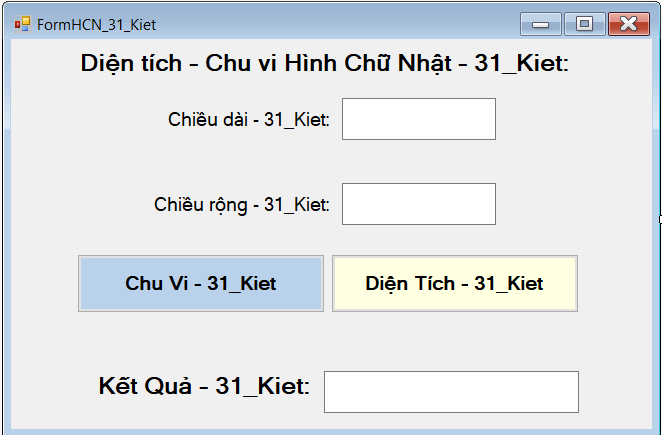 FormHCN_31_Kiet
Diện tích - Chu vi Hình Chữ Nhật - 31_Kiet:
Chiều dài - 31_Kiet:
Chiều rộng - 31_Kiet:
Chu Vi - 31_Kiet
Diện Tích - 31_Kiet
Kết Quả - 31_Kiet: